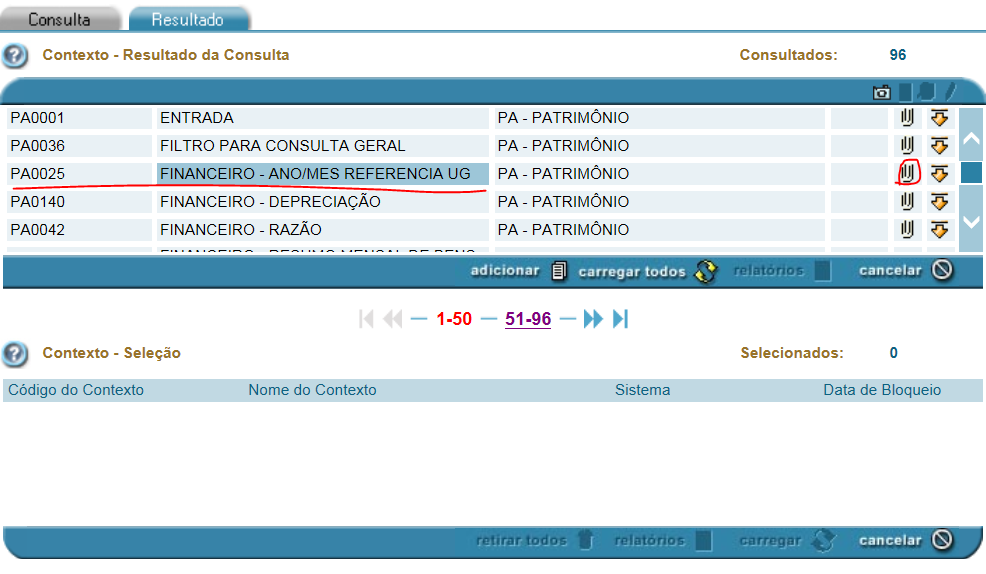 Consulta Resultado
Contexto - Resultado da Consulta Consultados: 96
PA0001 ENTRADA PA - PATRIMÔNIO
PA0036 FILTRO PARA CONSULTA GERAL PA - PATRIMÔNIO
PA0025 FINANCEIRO - ANO/MES REFERENCIA UG PA - PATRIMÔNIO
PA0140 FINANCEIRO - DEPRECIAÇÃO PA - PATRIMÔNIO
PA0042 FINANCEIRO - RAZÃO PA - PATRIMÔNIO
adicionar carregar todos relatórios cancelar
1-50 51-96
Contexto - Seleção Selecionados: 0
Código do Contexto Nome do Contexto Sistema Data de Bloqueio
retirar todos relatórios carregar cancelar